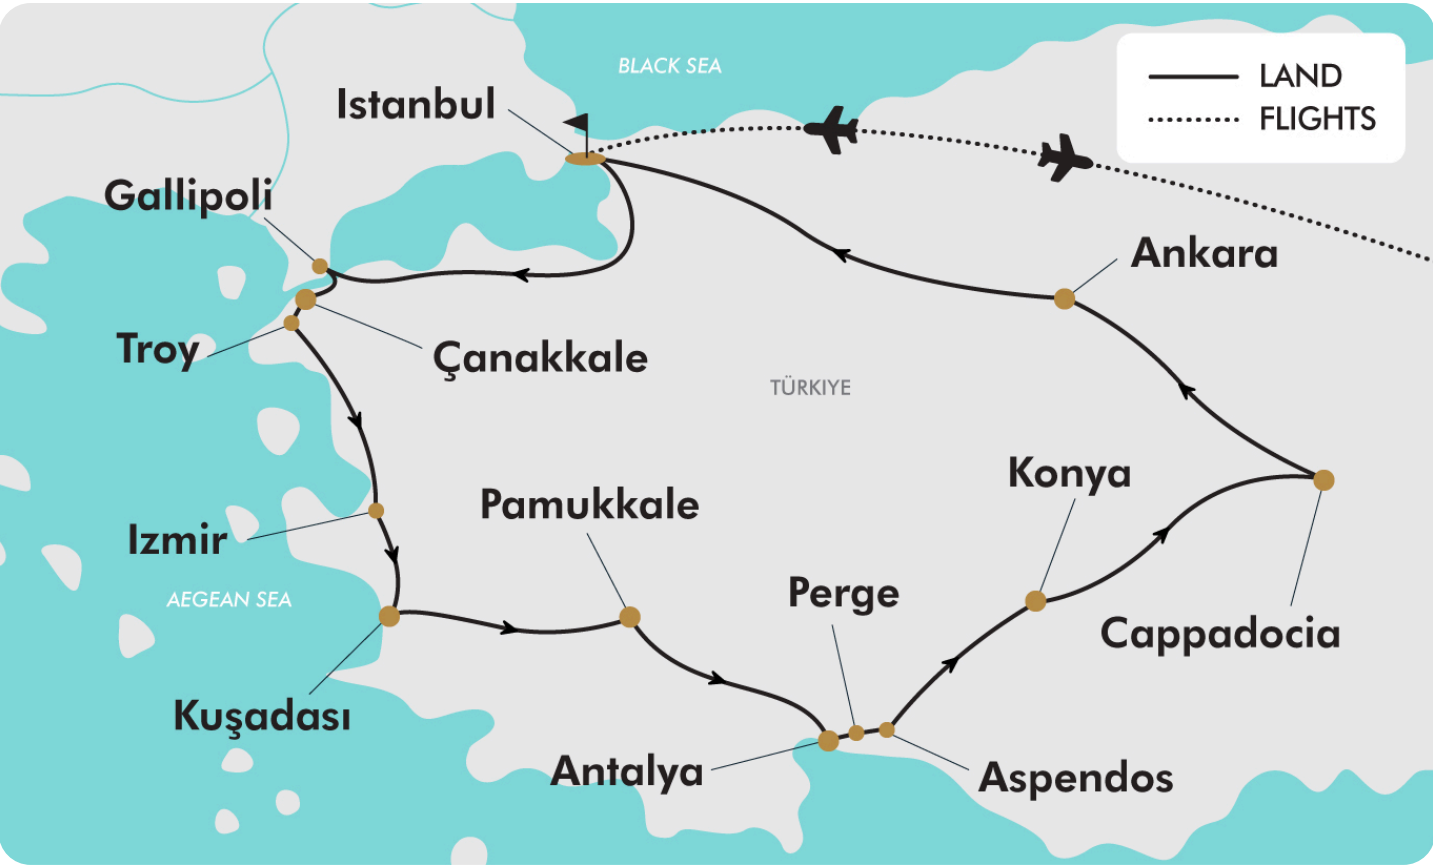 BLACK SEA
LAND
FLIGHTS
Istanbul
Gallipoli
Ankara
Troy
Çanakkale
TÜRKIYE
Konya
Pamukkale
Izmir
Perge
AEGEAN SEA
Cappadocia
Kuşadası
Antalya
Aspendos